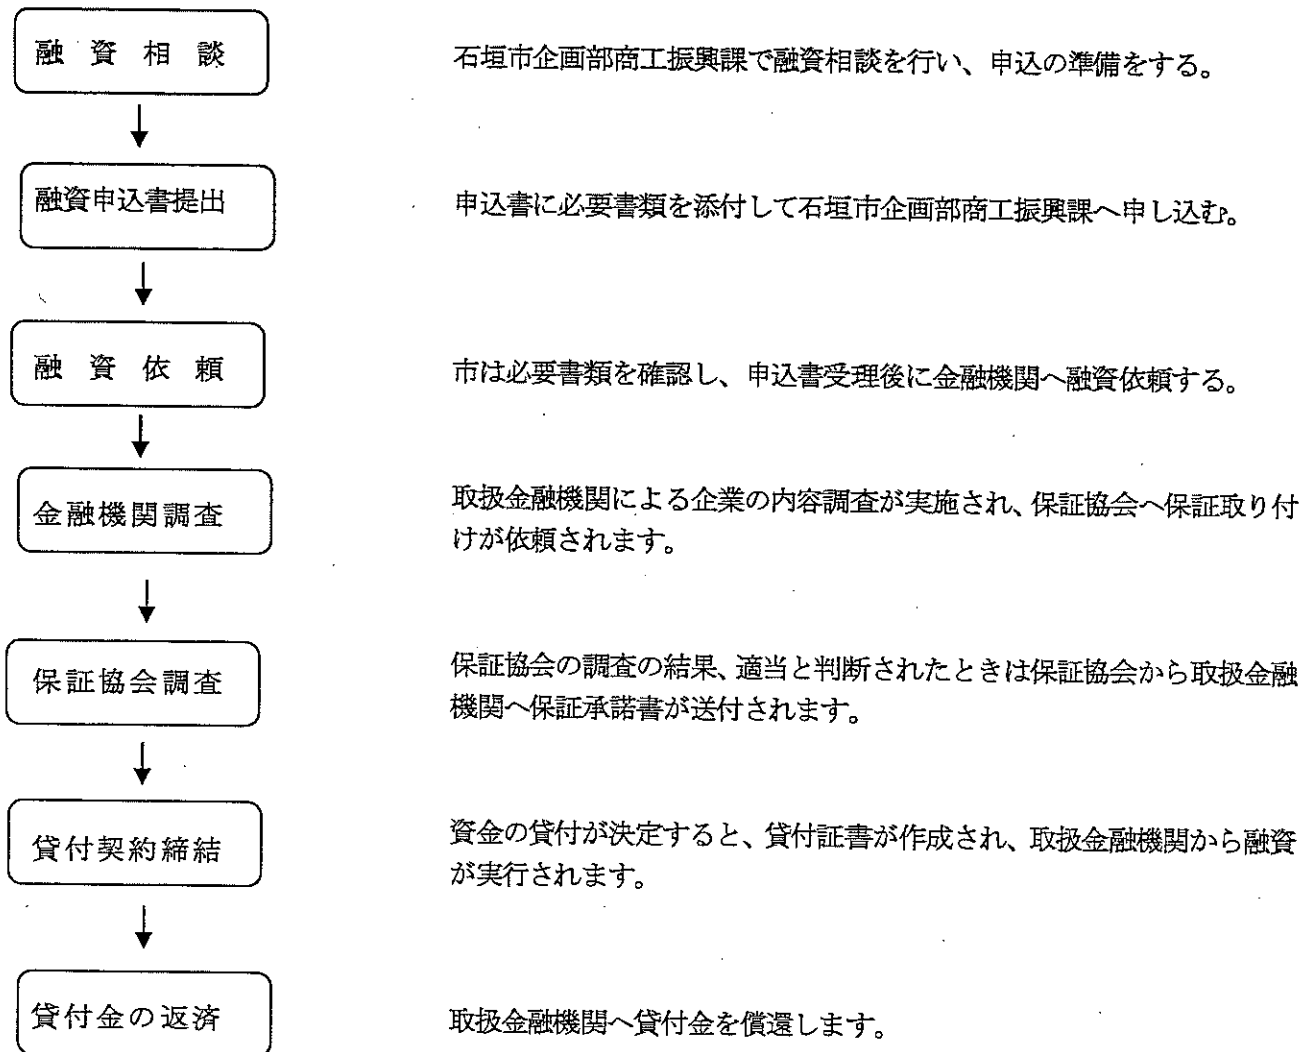 融資相談
石垣市企画部商工振興課で融資相談を行い、申込の準備をする。
融資申込書提出
申込書に必要書類を添付して石垣市企画部商工振興課へ申し込む。
融資依頼
市は必要書類を確認し、申込書受理後に金融機関へ融資依頼する。
金融機関調査
取扱金融機関による企業の内容調査が実施され、保証協会へ保証取り付
けが依頼されます。
保証協会調査
保証協会の調査の結果、適当と判断されたときは保証協会から取扱金融
機関へ保証承諾書が送付されます。
貸付契約締結
資金の貸付が決定すると、貸付証書が作成され、取扱金融機関から融資
が実行されます。
貸付金の返済
取扱金融機関へ貸付金を償還します。